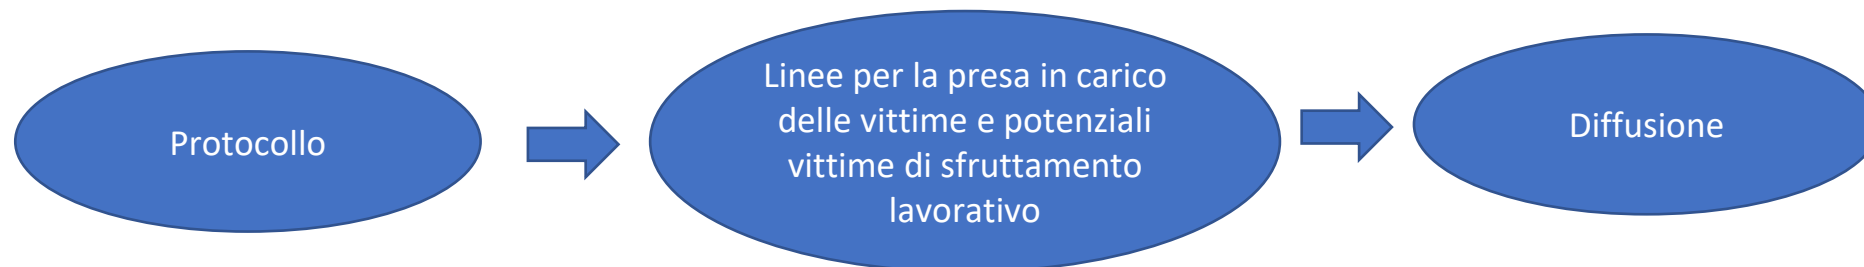 Protocollo
Linee per la presa in carico
delle vittime e potenziali
vittime di sfruttamento
lavorativo
Diffusione